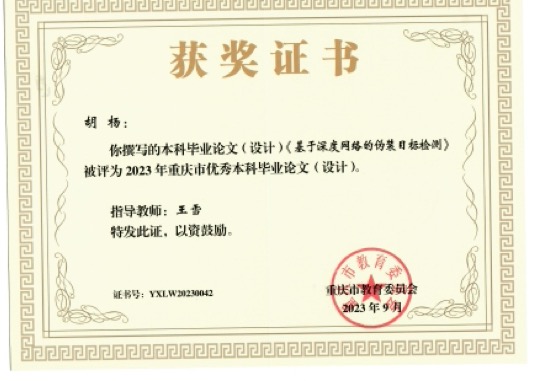 获奖证书
胡杨：
你撰写的本科毕业论文（设计）《基于深度网络的伪装目标检测》
被评为2023年重庆市优秀本科毕业论文（设计）。
指导教师：王雪
特发此证，以资鼓励。
重庆市教育委员会
证书号：YXLW20230042
2023年9月